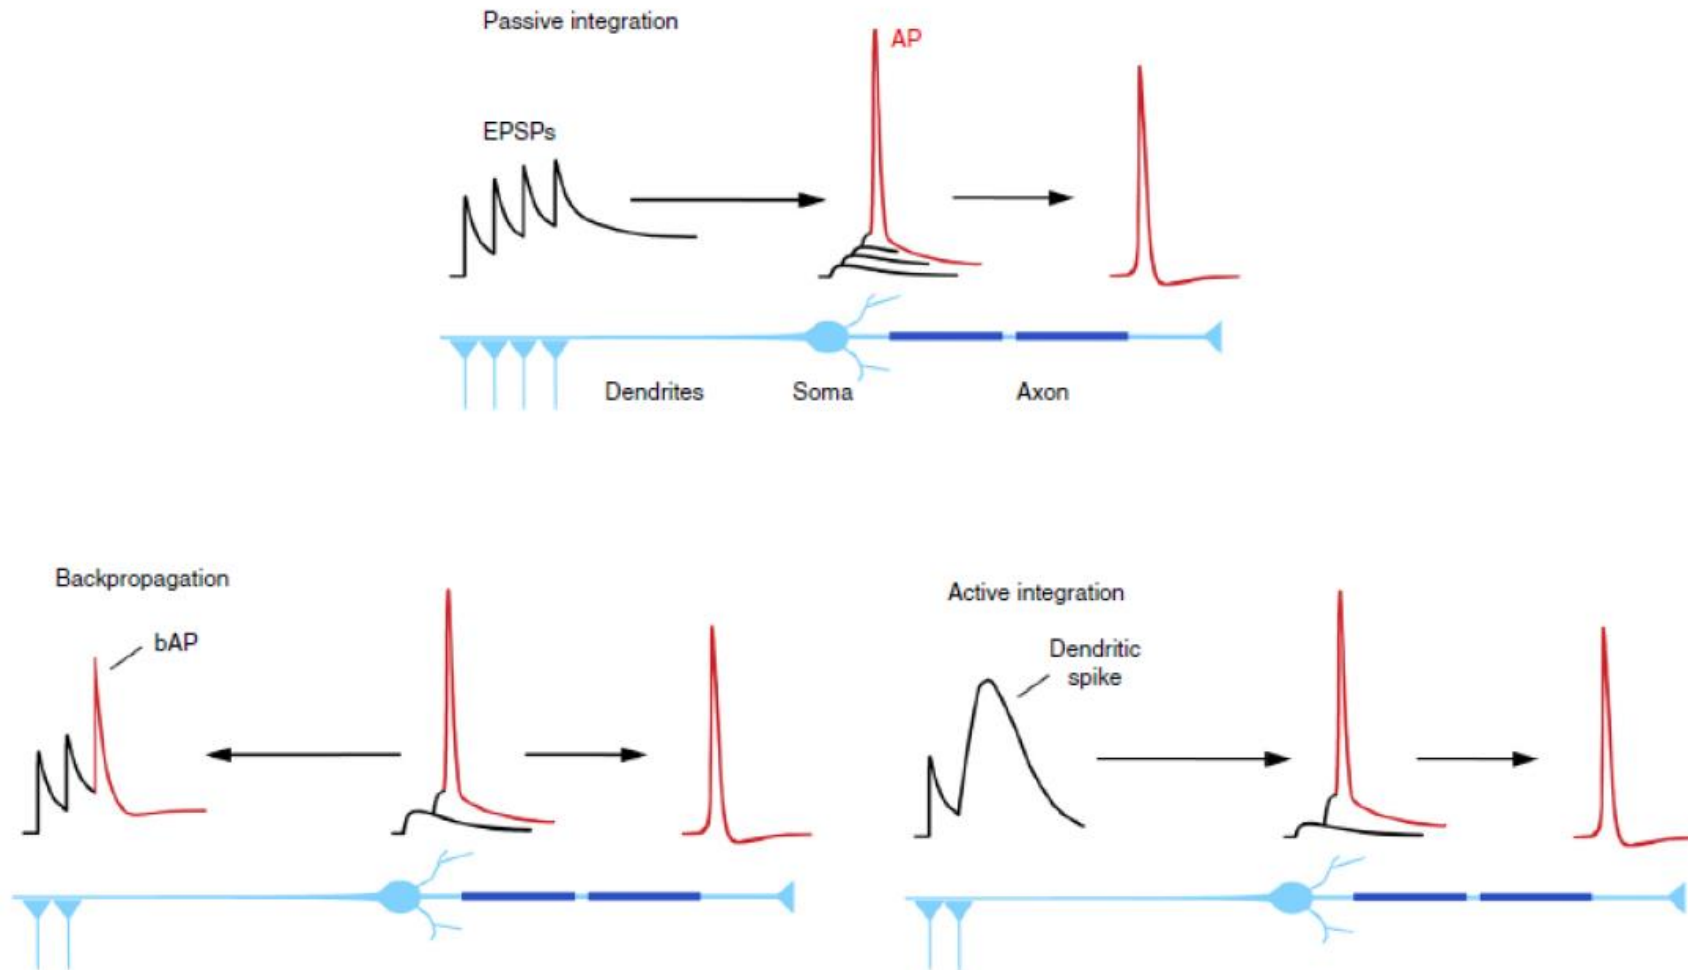 Passive integration
AP
EPSPs
Dendrites
Soma
Axon
Backpropagation
bAP
Active integration
Dendritic
spike